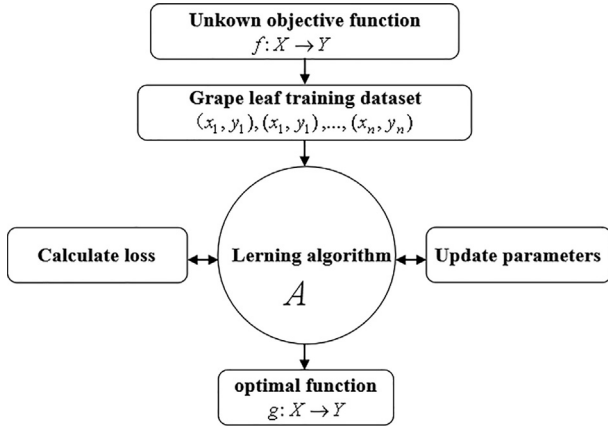 Unkown objective function
f: X → Y
Grape leaf training dataset
(x₁, y₁), (x₁, y₁) ,..., (xₙ, yₙ)
Calculate loss
Lerning algorithm
A
Update parameters
optimal function
g: X → Y